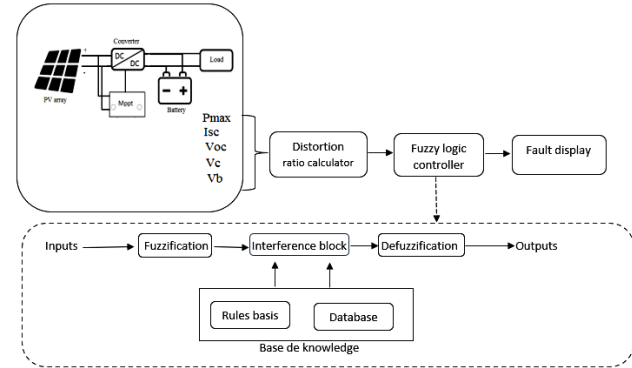 Converter
DC
DC
Load
+
-
PV array
Mppt
- +
Battery
Pmax
Isc
Voc
Vc
Vb
Distortion
ratio calculator
Fuzzy logic
controller
Fault display
Inputs
Fuzzification
Interference block
Defuzzification
Outputs
Rules basis
Database
Base de knowledge